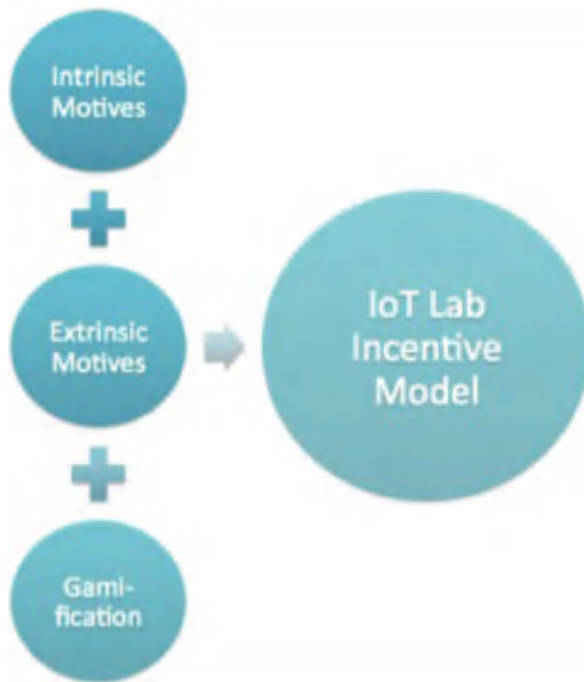 Intrinsic
Motives
Extrinsic
Motives
Gami-
fication
IoT Lab
Incentive
Model